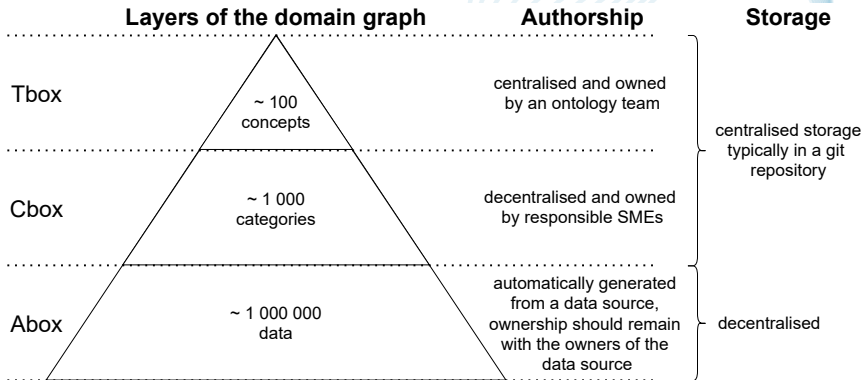 Layers of the domain graph
Authorship
Storage
Tbox
~ 100
concepts
centralised and owned
by an ontology team
centralised storage
typically in a git
repository
Cbox
~ 1 000
categories
decentralised and owned
by responsible SMEs
Abox
~ 1 000 000
data
automatically generated
from a data source,
ownership should remain
with the owners of the
data source
decentralised